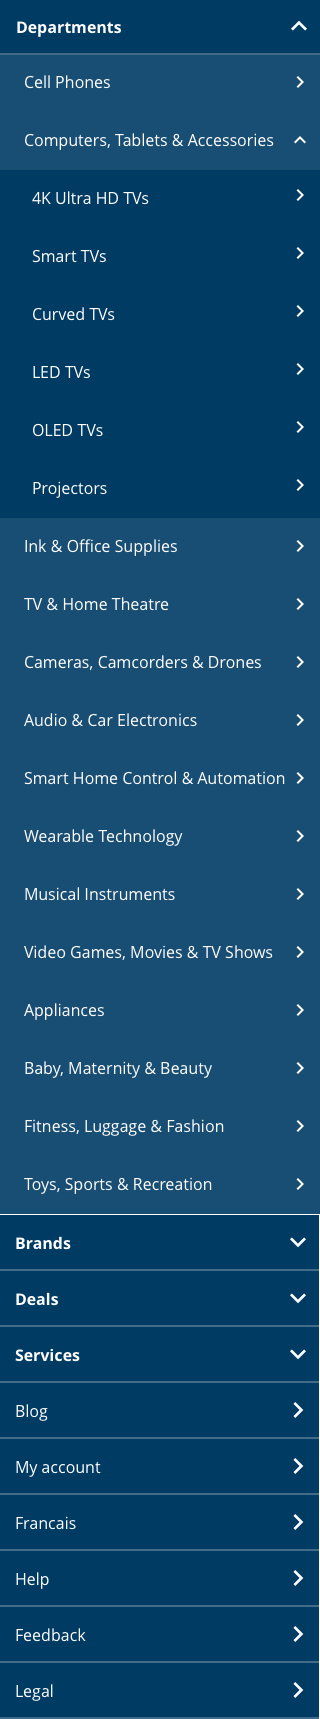 Departments
Cell Phones
Computers, Tablets & Accessories
4K Ultra HD TVs
Smart TVs
Curved TVs
LED TVs
OLED TVs
Projectors
Ink & Office Supplies
TV & Home Theatre
Cameras, Camcorders & Drones
Audio & Car Electronics
Smart Home Control & Automation
Wearable Technology
Musical Instruments
Video Games, Movies & TV Shows
Appliances
Baby, Maternity & Beauty
Fitness, Luggage & Fashion
Toys, Sports & Recreation
Brands
Deals
Services
Blog
My account
Francais
Help
Feedback
Legal